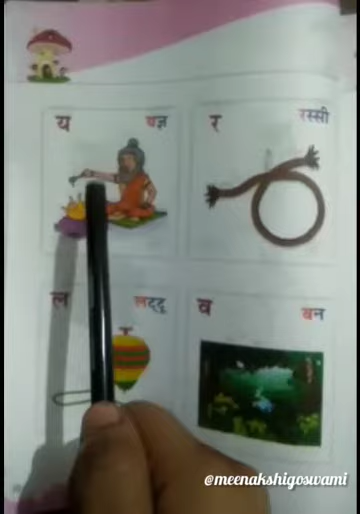 य यज्ञ
र रस्सी
ल लट्टू
व वन
@meenakshigoswami